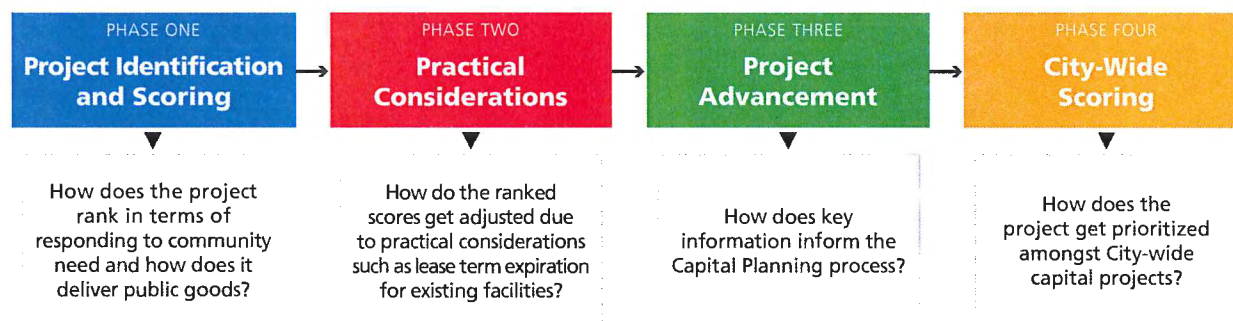 PHASE ONE
Project Identification
and Scoring
How does the project
rank in terms of
responding to community
need and how does it
deliver public goods?
PHASE TWO
Practical
Considerations
How do the ranked
scores get adjusted due
to practical considerations
such as lease term expiration
for existing facilities?
PHASE THREE
Project
Advancement
How does key
information inform the
Capital Planning process?
PHASE FOUR
City-Wide
Scoring
How does the
project get prioritized
amongst City-wide
capital projects?